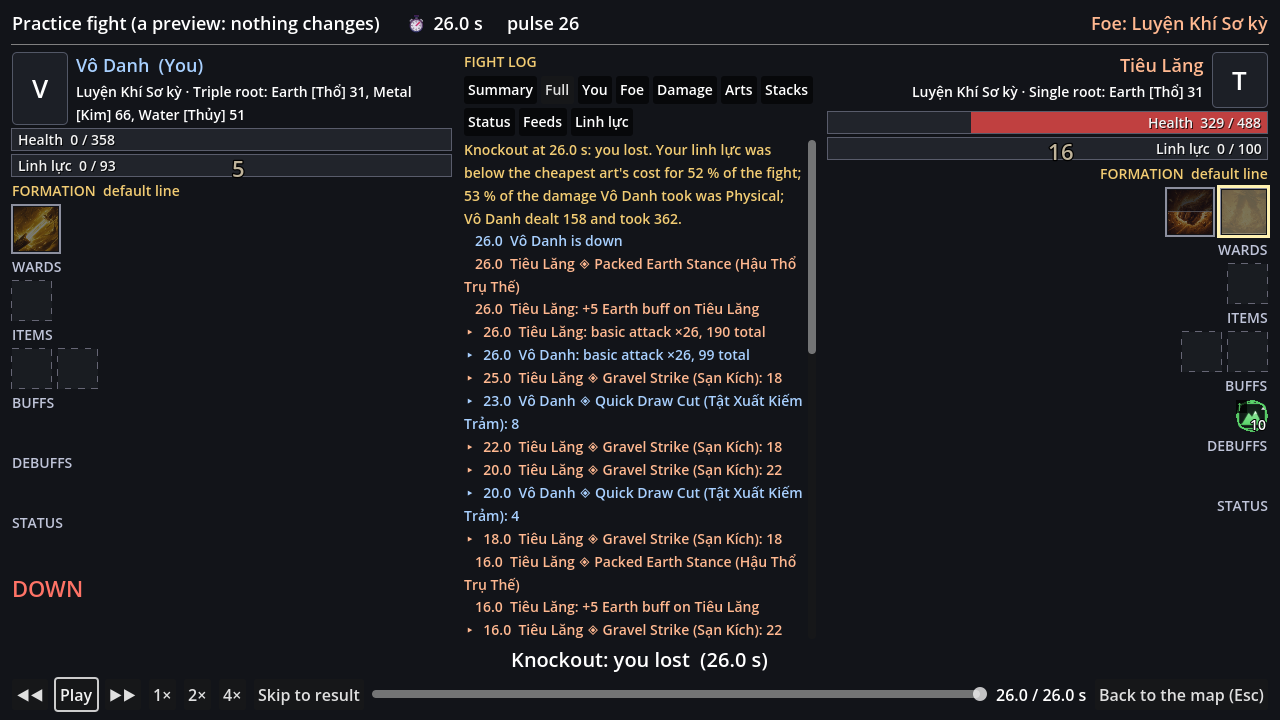 Practice fight (a preview: nothing changes) 26.0 s pulse 26 Foe: Luyện Khí Sơ kỳ
V
Vô Danh (You)
Luyện Khí Sơ kỳ · Triple root: Earth [Thổ] 31, Metal
[Kim] 66, Water [Thủy] 51
Health 0 / 358
Linh lực 0 / 93
5
FORMATION default line
WARDS
ITEMS
BUFFS
DEBUFFS
STATUS
DOWN
FIGHT LOG
Summary Full You Foe Damage Arts Stacks
Status Feeds Linh lực
Knockout at 26.0 s: you lost. Your linh lực was
below the cheapest art's cost for 52 % of the fight;
53 % of the damage Vô Danh took was Physical;
Vô Danh dealt 158 and took 362.
26.0 Vô Danh is down
26.0 Tiêu Lăng ◈ Packed Earth Stance (Hậu Thổ
Trụ Thế)
26.0 Tiêu Lăng: +5 Earth buff on Tiêu Lăng
▸ 26.0 Tiêu Lăng: basic attack ×26, 190 total
▸ 26.0 Vô Danh: basic attack ×26, 99 total
▸ 25.0 Tiêu Lăng ◈ Gravel Strike (Sạn Kích): 18
▸ 23.0 Vô Danh ◈ Quick Draw Cut (Tật Xuất Kiếm
Trảm): 8
▸ 22.0 Tiêu Lăng ◈ Gravel Strike (Sạn Kích): 18
▸ 20.0 Tiêu Lăng ◈ Gravel Strike (Sạn Kích): 22
▸ 20.0 Vô Danh ◈ Quick Draw Cut (Tật Xuất Kiếm
Trảm): 4
▸ 18.0 Tiêu Lăng ◈ Gravel Strike (Sạn Kích): 18
16.0 Tiêu Lăng ◈ Packed Earth Stance (Hậu Thổ
Trụ Thế)
16.0 Tiêu Lăng: +5 Earth buff on Tiêu Lăng
▸ 16.0 Tiêu Lăng ◈ Gravel Strike (Sạn Kích): 22
Tiêu Lăng
T
Luyện Khí Sơ kỳ · Single root: Earth [Thổ] 31
Health 329 / 488
16
Linh lực 0 / 100
FORMATION default line
WARDS
ITEMS
BUFFS
10
DEBUFFS
STATUS
Knockout: you lost (26.0 s)
◀◀ Play ▶▶ 1× 2× 4× Skip to result 26.0 / 26.0 s Back to the map (Esc)